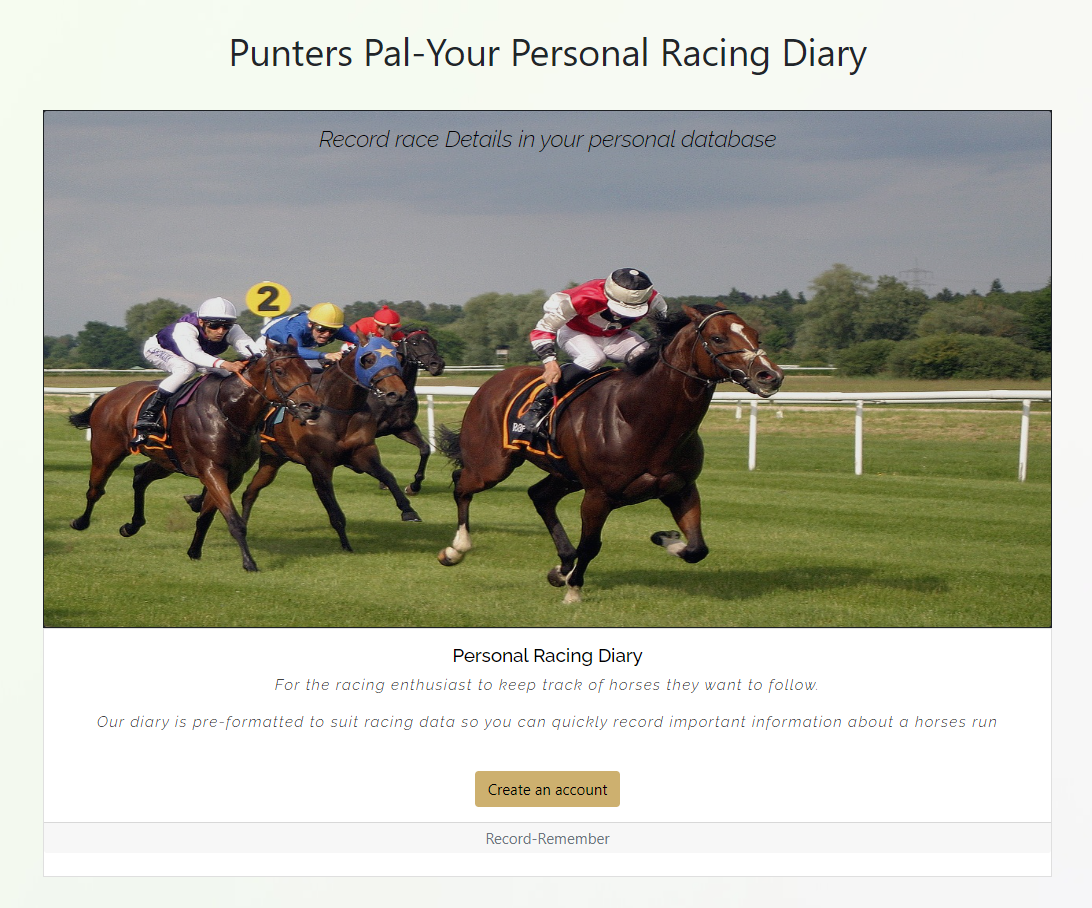 Punters Pal-Your Personal Racing Diary
Record race Details in your personal database
2
Personal Racing Diary
For the racing enthusiast to keep track of horses they want to follow.
Our diary is pre-formatted to suit racing data so you can quickly record important information about a horses run
Create an account
Record-Remember